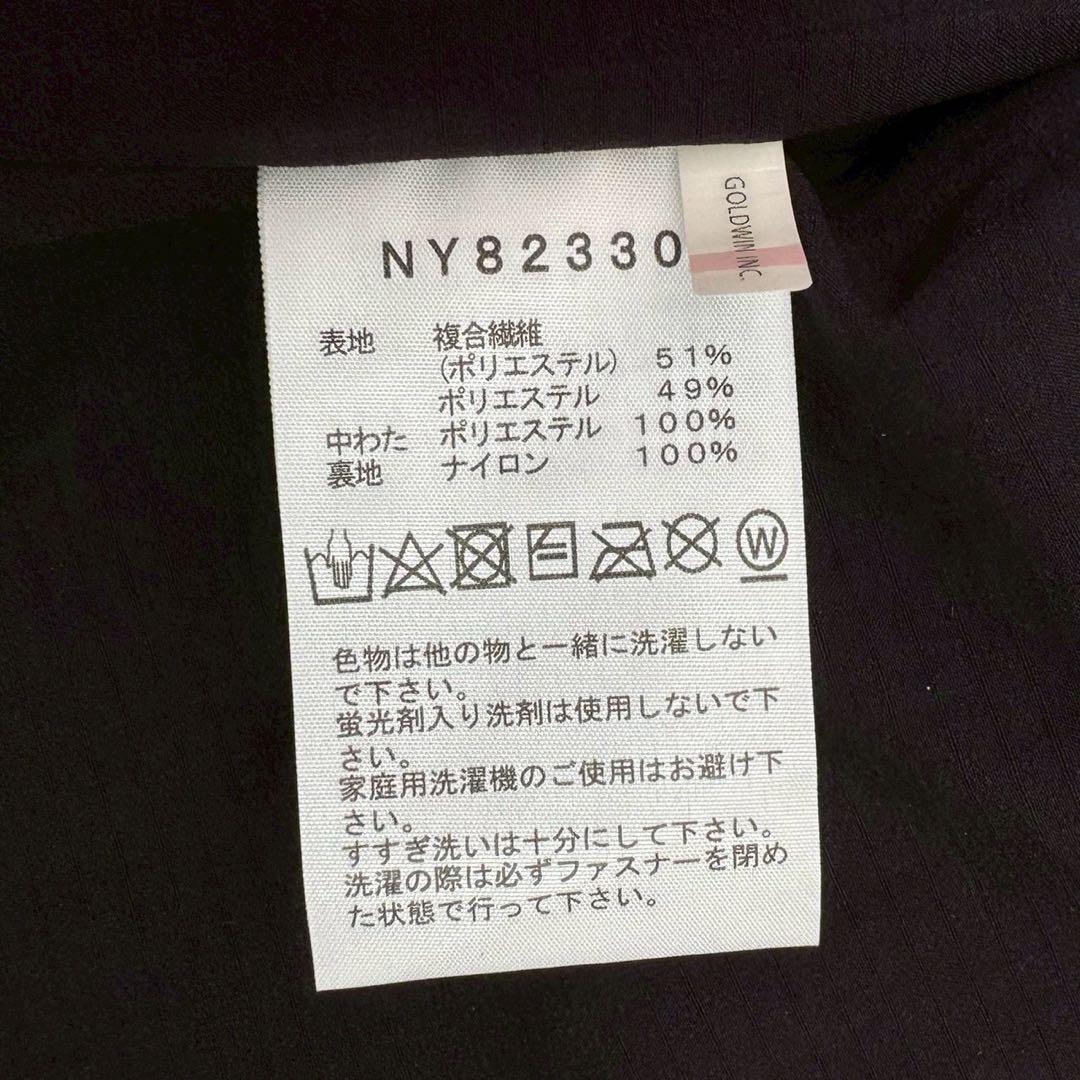 NY82330
GOLDWIN INC.
表地 複合繊維
(ポリエステル) 51%
ポリエステル 49%
中わた ポリエステル 100%
裏地 ナイロン 100%
W
色物は他の物と一緒に洗濯しない
で下さい。
蛍光剤入り洗剤は使用しないで下
さい。
家庭用洗濯機のご使用はお避け下
さい。
すすぎ洗いは十分にして下さい。
洗濯の際は必ずファスナーを閉め
た状態で行って下さい。